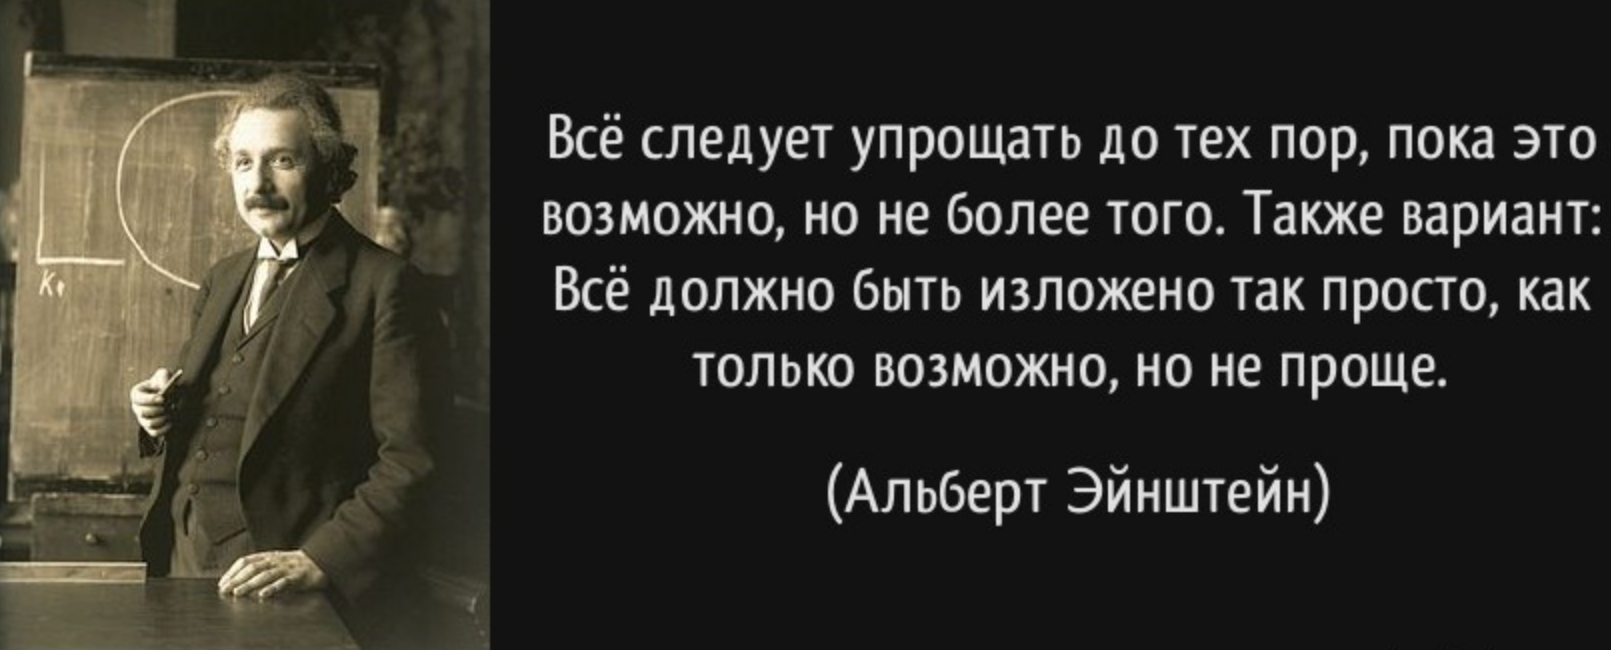 Всё следует упрощать до тех пор, пока это
возможно, но не более того. Также вариант:
Всё должно быть изложено так просто, как
только возможно, но не проще.
(Альберт Эйнштейн)